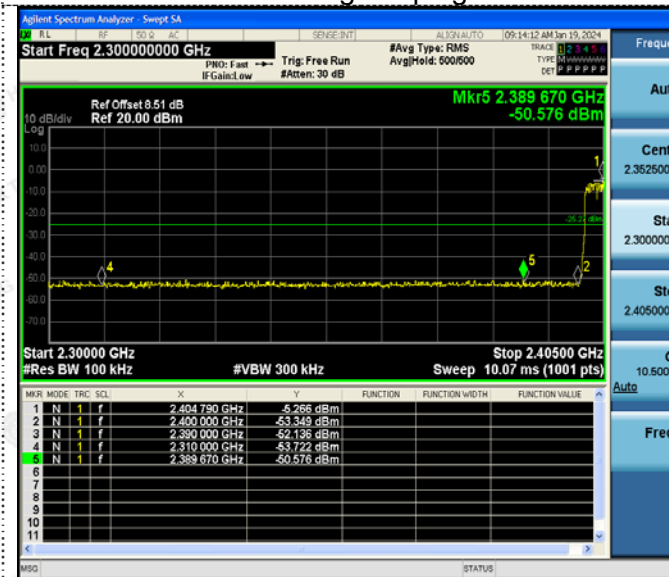 Agilent Spectrum Analyzer - Swept SA
RL RF 50 Ω AC SENSE:INT ALIGNAUTO 09:14:12 AM Jan 19, 2024
Start Freq 2.300000000 GHz #Avg Type: RMS TRACE 1 2 3 4 5 6
PNO: Fast Trig: Free Run Avg|Hold: 500/500 TYPE M
IFGain:Low #Atten: 30 dB DET P P P P P P
Mkr5 2.389 670 GHz
Ref Offset 8.51 dB
-50.576 dBm
10 dB/div Ref 20.00 dBm
Log
10.0
0.00
-10.0
-20.0
-30.0
-40.0
-50.0
-60.0
-70.0
1
4
5
2
Start 2.30000 GHz Stop 2.40500 GHz
#Res BW 100 kHz #VBW 300 kHz Sweep 10.07 ms (1001 pts)
MKR MODE TRC SCL X Y FUNCTION FUNCTION WIDTH FUNCTION VALUE
1 N 1 f 2.404 790 GHz -5.266 dBm
2 N 1 f 2.400 000 GHz -53.349 dBm
3 N 1 f 2.390 000 GHz -52.136 dBm
4 N 1 f 2.310 000 GHz -53.722 dBm
5 N 1 f 2.389 670 GHz -50.576 dBm
6
7
8
9
10
11
MSG STATUS
Freque
Aut
Cent
2.352500
Sta
2.300000
Sto
2.405000
10.500
Auto
Freq